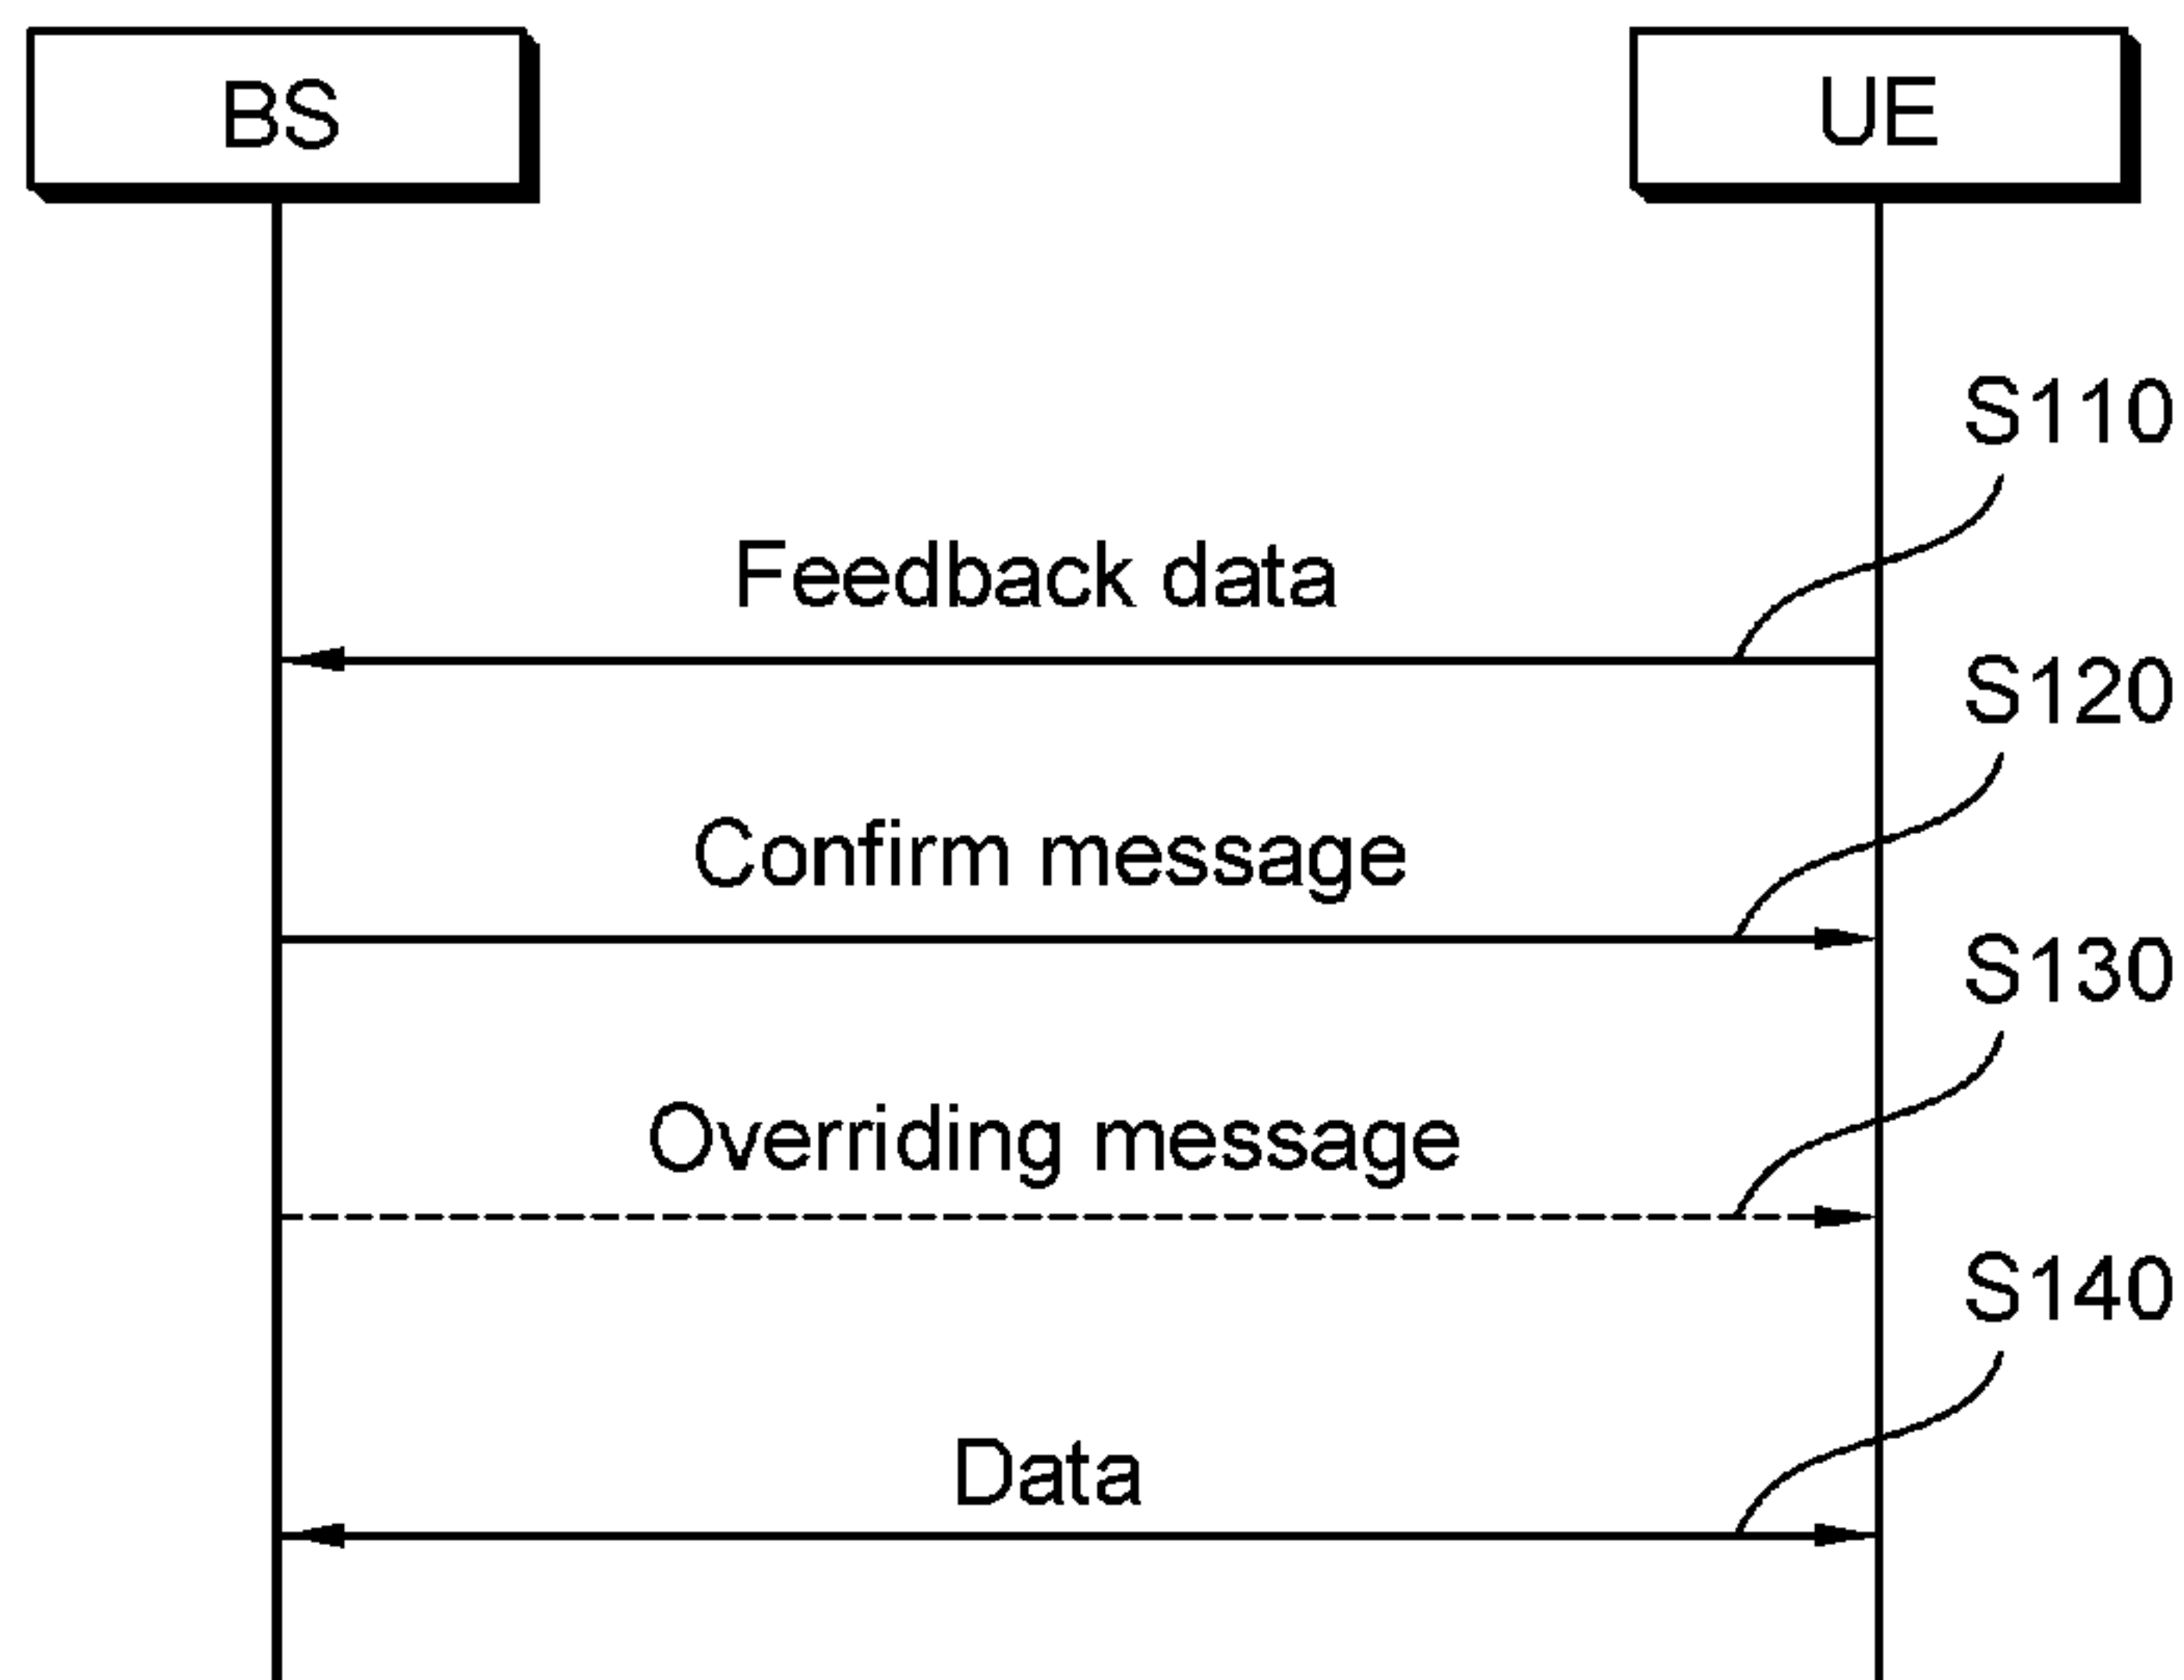 BS
UE
S110
Feedback data
S120
Confirm message
S130
Overriding message
S140
Data